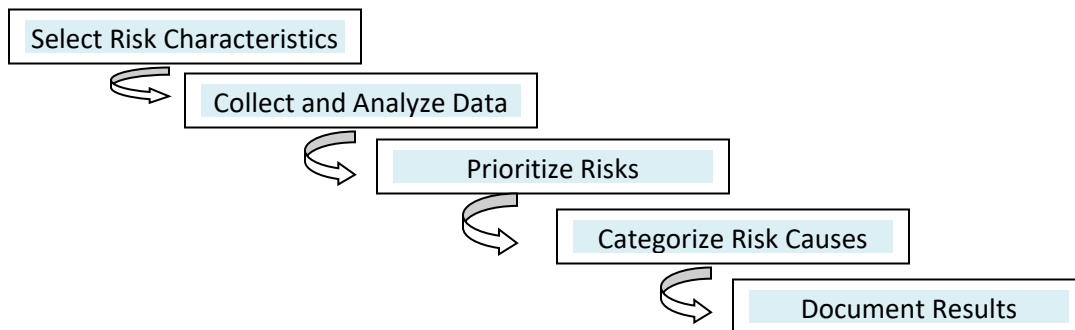 Select Risk Characteristics
Collect and Analyze Data
Prioritize Risks
Categorize Risk Causes
Document Results